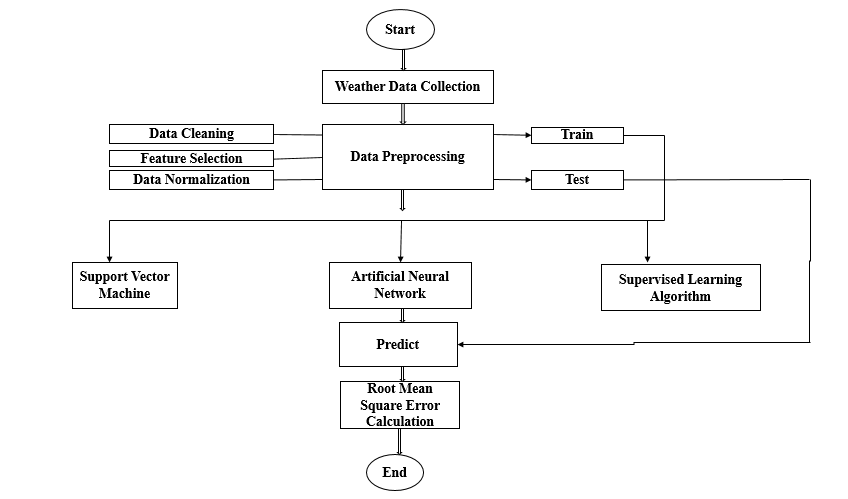 Start
Weather Data Collection
Data Cleaning
Feature Selection
Data Normalization
Data Preprocessing
Train
Test
Support Vector
Machine
Artificial Neural
Network
Supervised Learning
Algorithm
Predict
Root Mean
Square Error
Calculation
End